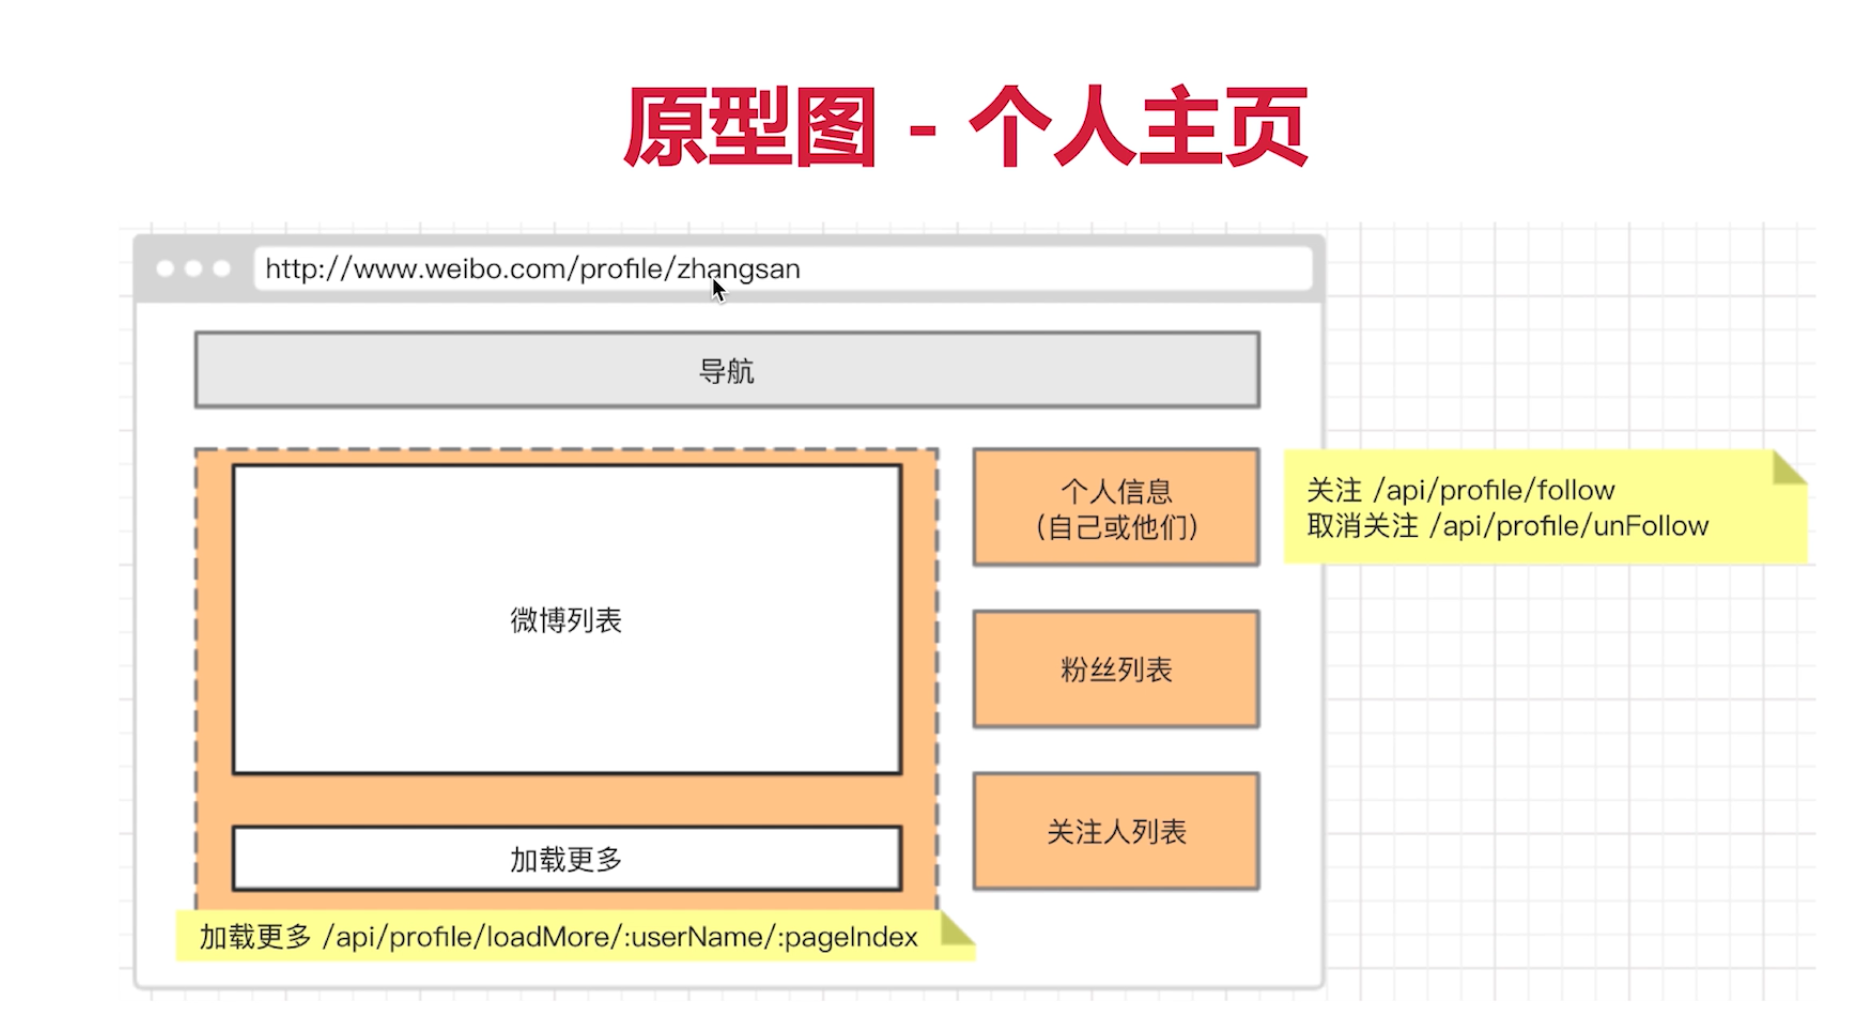 原型图 - 个人主页
http://www.weibo.com/profile/zhangsan
导航
微博列表
加载更多
加载更多 /api/profile/loadMore/:userName/:pageIndex
个人信息
（自己或他们）
粉丝列表
关注人列表
关注 /api/profile/follow
取消关注 /api/profile/unFollow